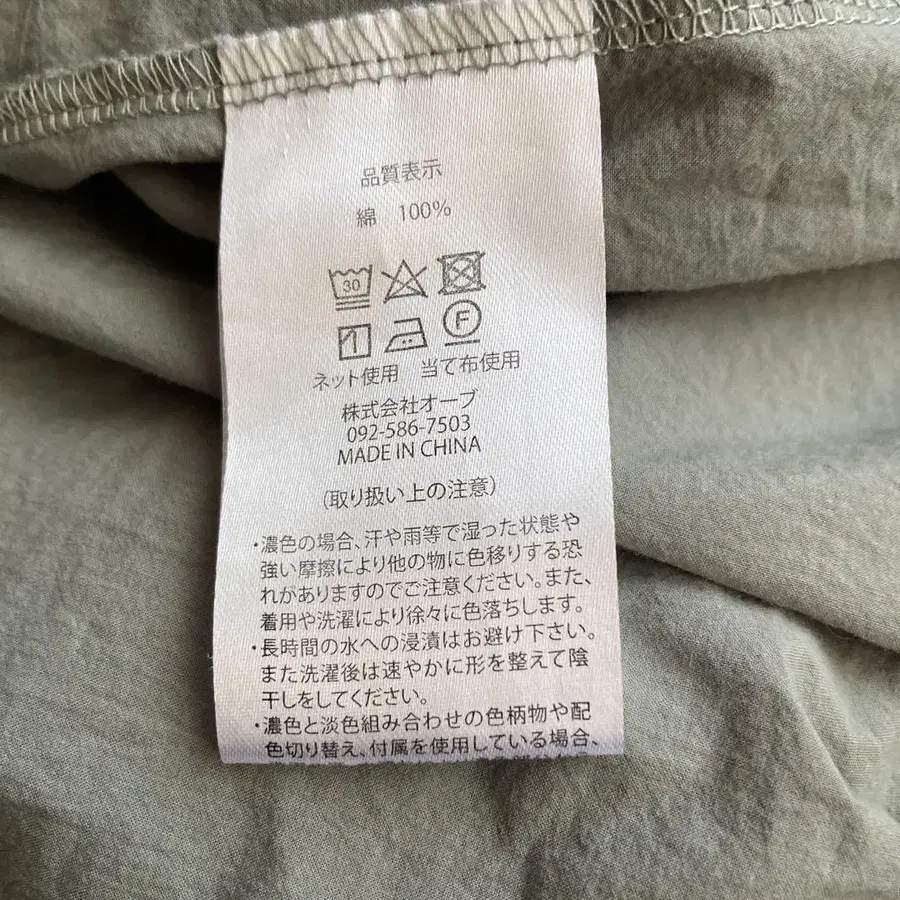 品質表示
綿 100%
30
F
ネット使用 当て布使用
株式会社オーブ
092-586-7503
MADE IN CHINA
(取り扱い上の注意)
・濃色の場合、汗や雨等で湿った状態や
強い摩擦により他の物に色移りする恐
れがありますのでご注意ください。また、
着用や洗濯により徐々に色落ちします。
・長時間の水への浸漬はお避け下さい。
また洗濯後は速やかに形を整えて陰
干しをしてください。
・濃色と淡色組み合わせの色柄物や配
色切り替え、付属を使用している場合、